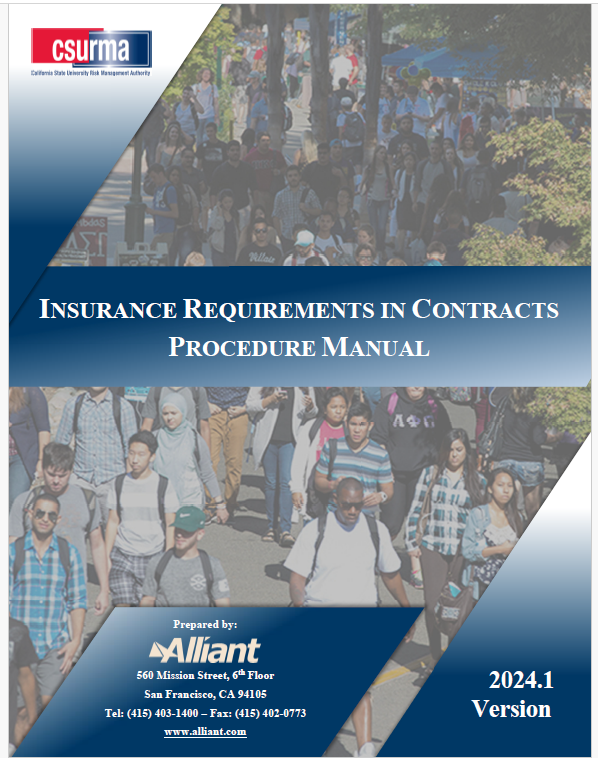 csurma
California State University Risk Management Authority
INSURANCE REQUIREMENTS IN CONTRACTS
PROCEDURE MANUAL
ΑΦΩ
Prepared by:
Alliant
560 Mission Street, 6th Floor
San Francisco, CA 94105
Tel: (415) 403-1400 – Fax: (415) 402-0773
www.alliant.com
2024.1
Version